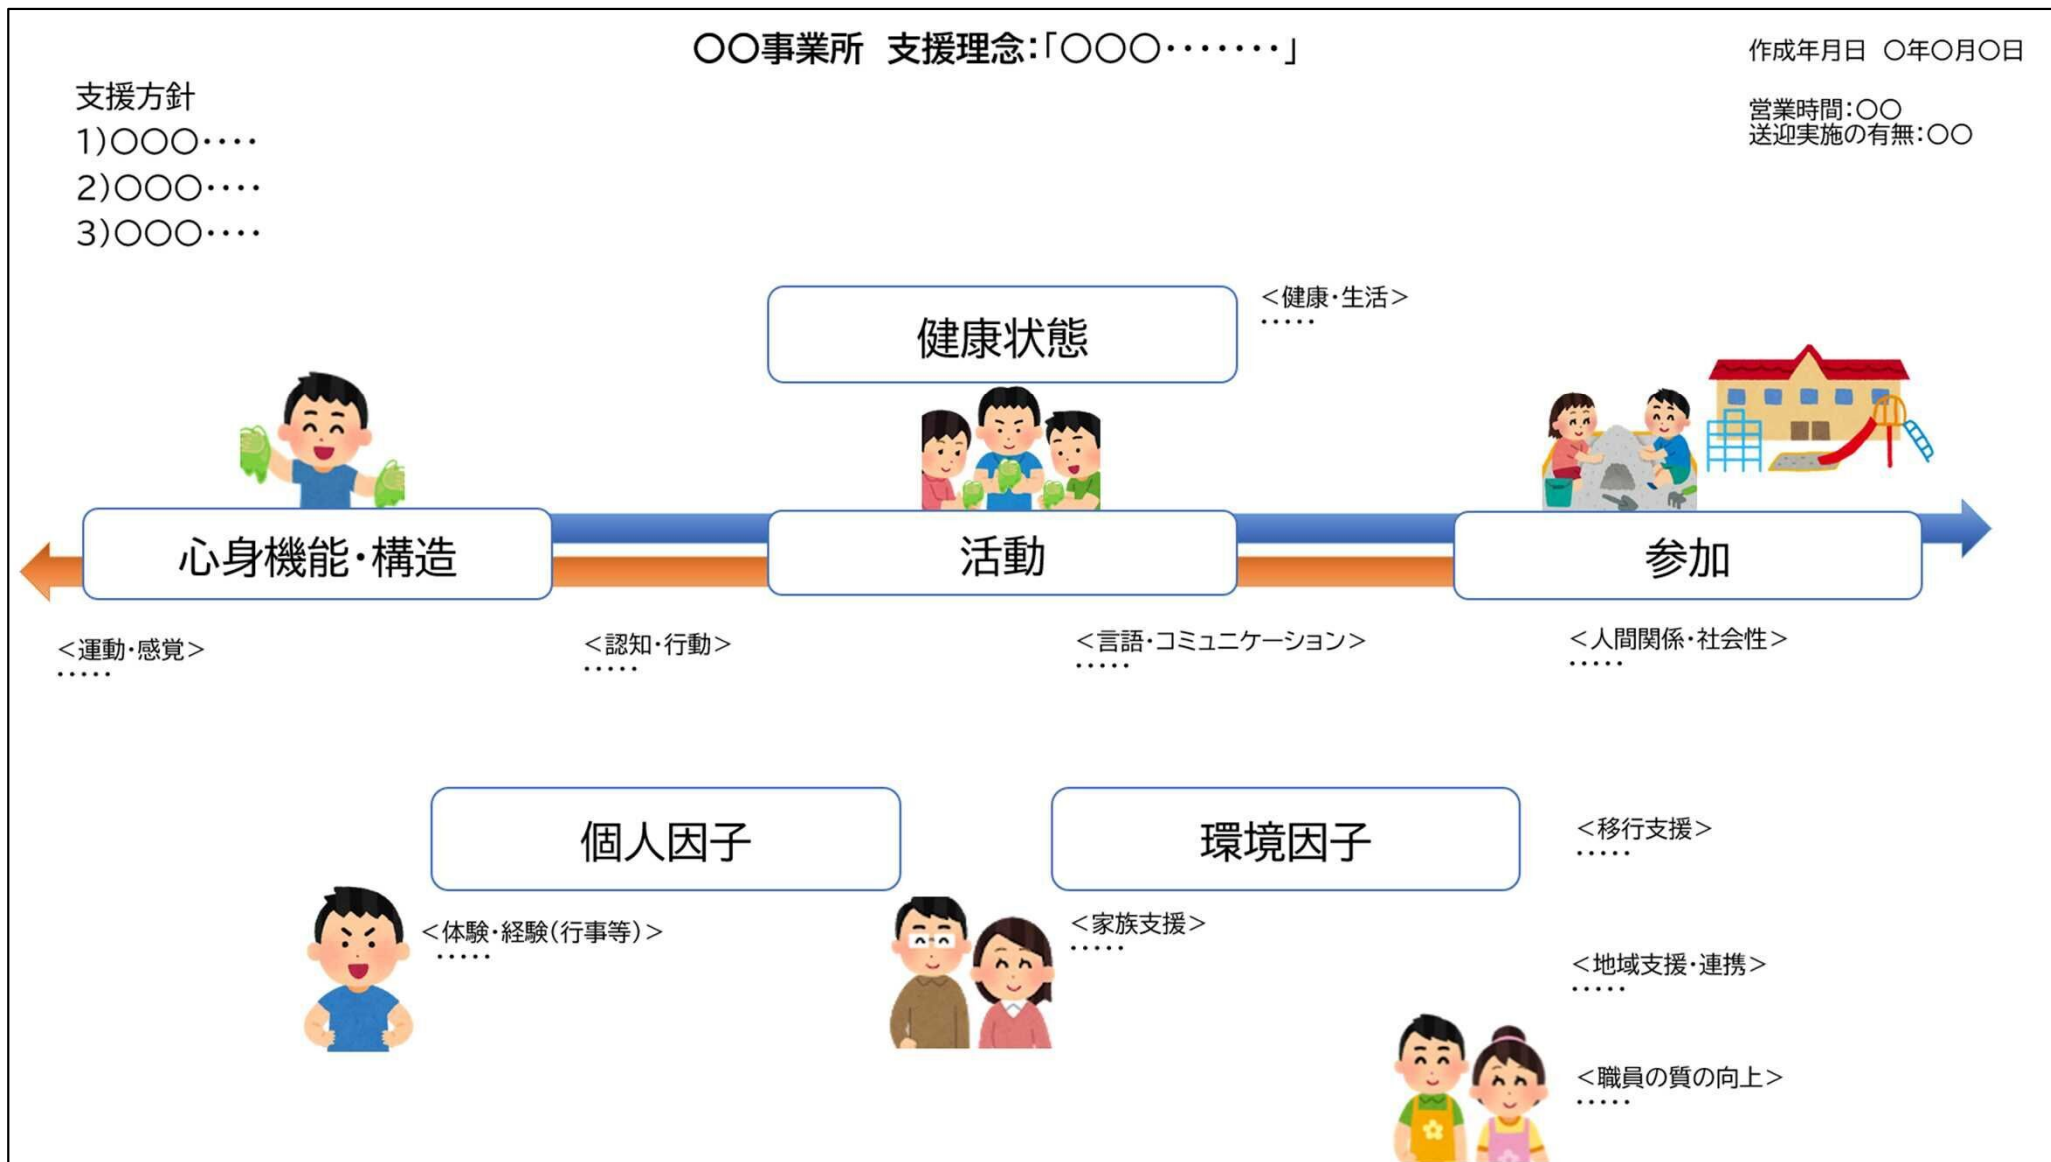 〇〇事業所　支援理念：「〇〇〇・・・・・・・」
作成年月日　〇年〇月〇日
営業時間：〇〇
送迎実施の有無：〇〇
支援方針
1）〇〇〇・・・・
2）〇〇〇・・・・
3）〇〇〇・・・・
健康状態
＜健康・生活＞
・・・・・
心身機能・構造
活動
参加
＜運動・感覚＞
・・・・・
＜認知・行動＞
・・・・・
＜言語・コミュニケーション＞
・・・・・
＜人間関係・社会性＞
・・・・・
個人因子
環境因子
＜体験・経験（行事等）＞
・・・・・
＜家族支援＞
・・・・・
＜移行支援＞
・・・・・
＜地域支援・連携＞
・・・・・
＜職員の質の向上＞
・・・・・